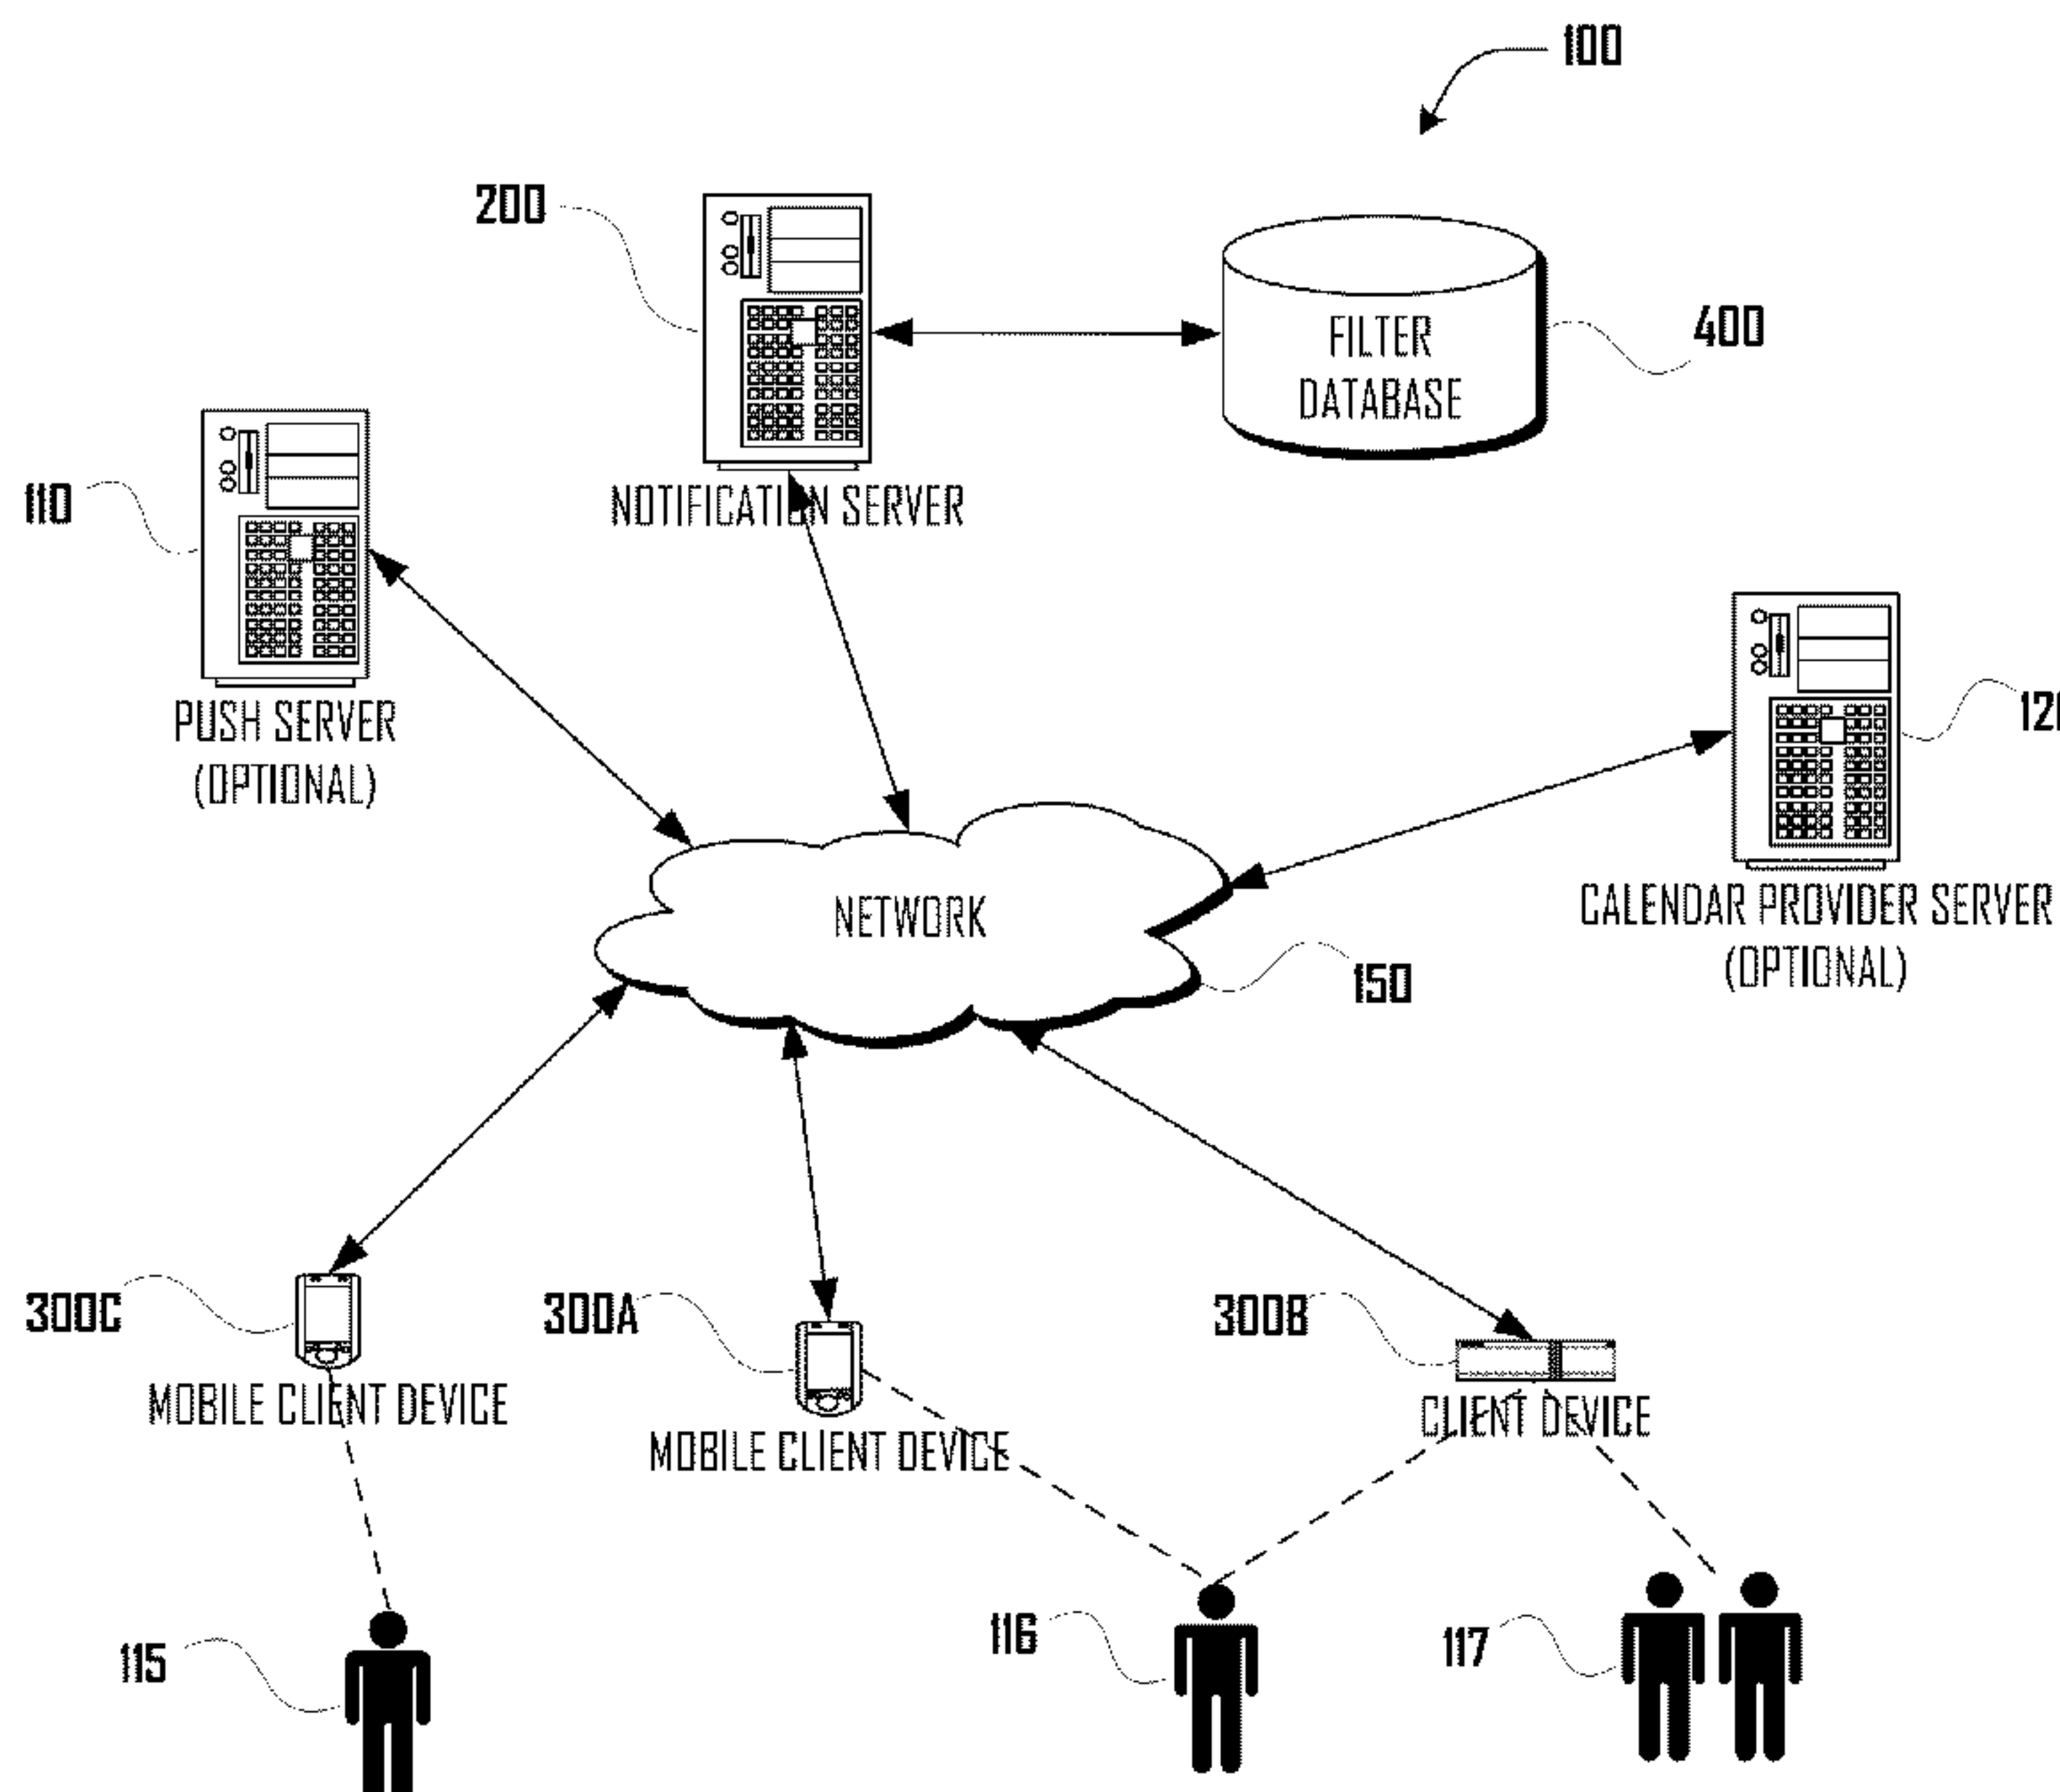 100
200
FILTER
DATABASE
400
110
NOTIFICATION SERVER
PUSH SERVER
(OPTIONAL)
NETWORK
CALENDAR PROVIDER SERVER
(OPTIONAL)
150
300C
300A
300B
MOBILE CLIENT DEVICE
CLIENT DEVICE
MOBILE CLIENT DEVICE
115
116
117